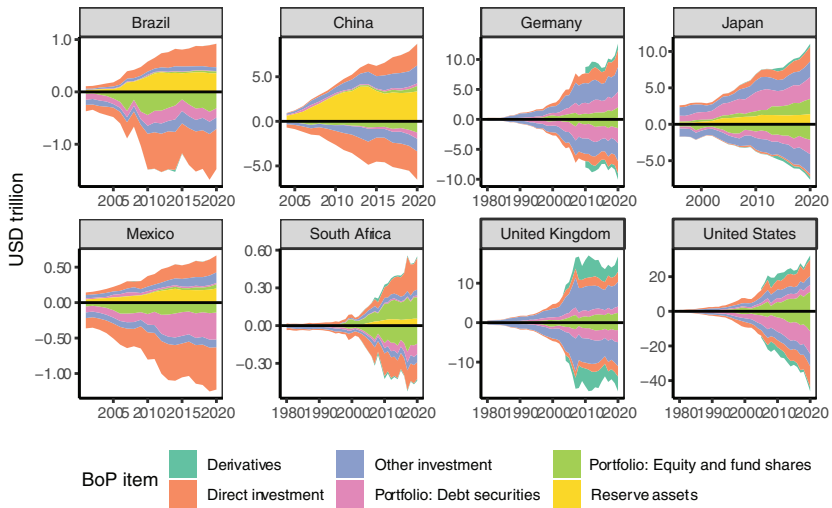 Brazil China Germany Japan
1.0
0.0
−1.0
5.0
0.0
−5.0
10.0
5.0
0.0
−5.0
−10.0
10.0
5.0
0.0
−5.0
2005 2010 2015 2020
2005 2010 2015 2020
1980 1990 2000 2010 2020
2000 2010 2020
USD trillion
Mexico South Africa United Kingdom United States
0.50
0.00
−0.50
−1.00
0.60
0.30
0.00
−0.30
10
0
−10
20
0
−20
−40
2005 2010 2015 2020
1980 1990 2000 2010 2020
1980 1990 2000 2010 2020
1980 1990 2000 2010 2020
BoP item
Derivatives Other investment Portfolio: Equity and fund shares
Direct investment Portfolio: Debt securities Reserve assets